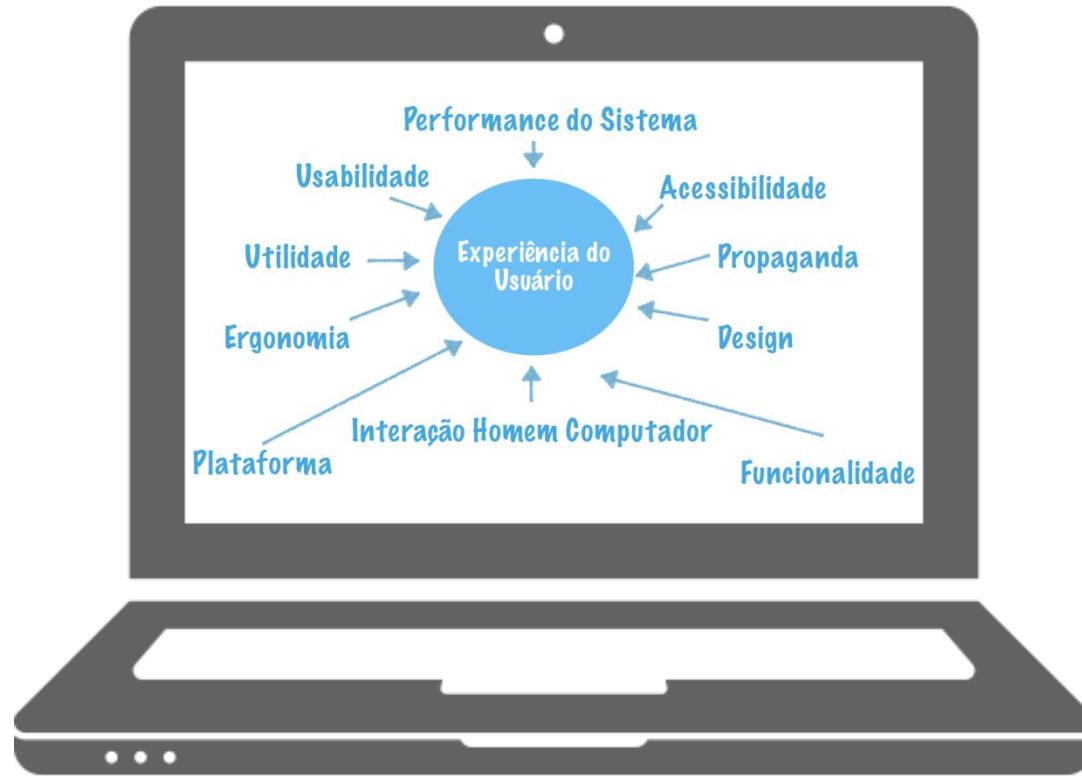 Performance do Sistema
Usabilidade
Acessibilidade
Experiência do
Usuário
Utilidade
Propaganda
Ergonomia
Design
Interação Homem Computador
Plataforma
Funcionalidade